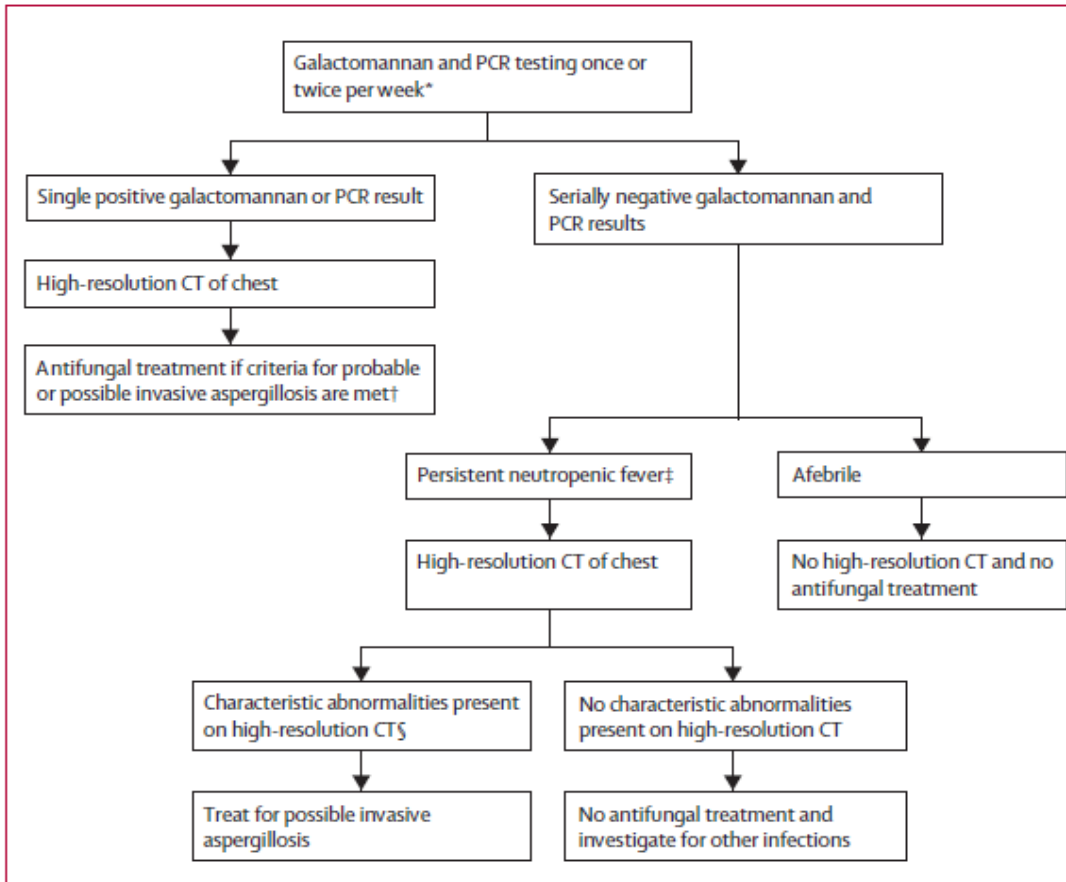 Galactomannan and PCR testing once or
twice per week*
Single positive galactomannan or PCR result
Serially negative galactomannan and
PCR results
High-resolution CT of chest
Antifungal treatment if criteria for probable
or possible invasive aspergillosis are met†
Persistent neutropenic fever‡
Afebrile
High-resolution CT of chest
No high-resolution CT and no
antifungal treatment
Characteristic abnormalities present
on high-resolution CT§
No characteristic abnormalities
present on high-resolution CT
Treat for possible invasive
aspergillosis
No antifungal treatment and
investigate for other infections